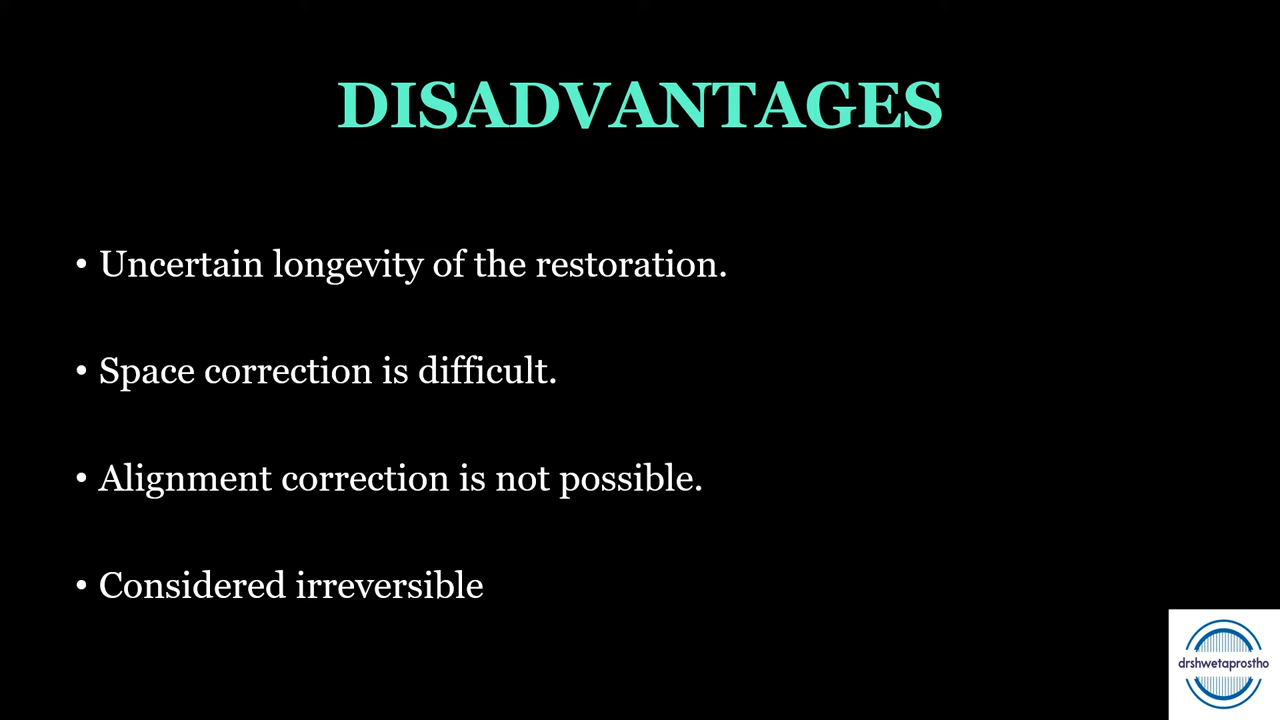 DISADVANTAGES
• Uncertain longevity of the restoration.
• Space correction is difficult.
• Alignment correction is not possible.
• Considered irreversible
drshwetaprostho